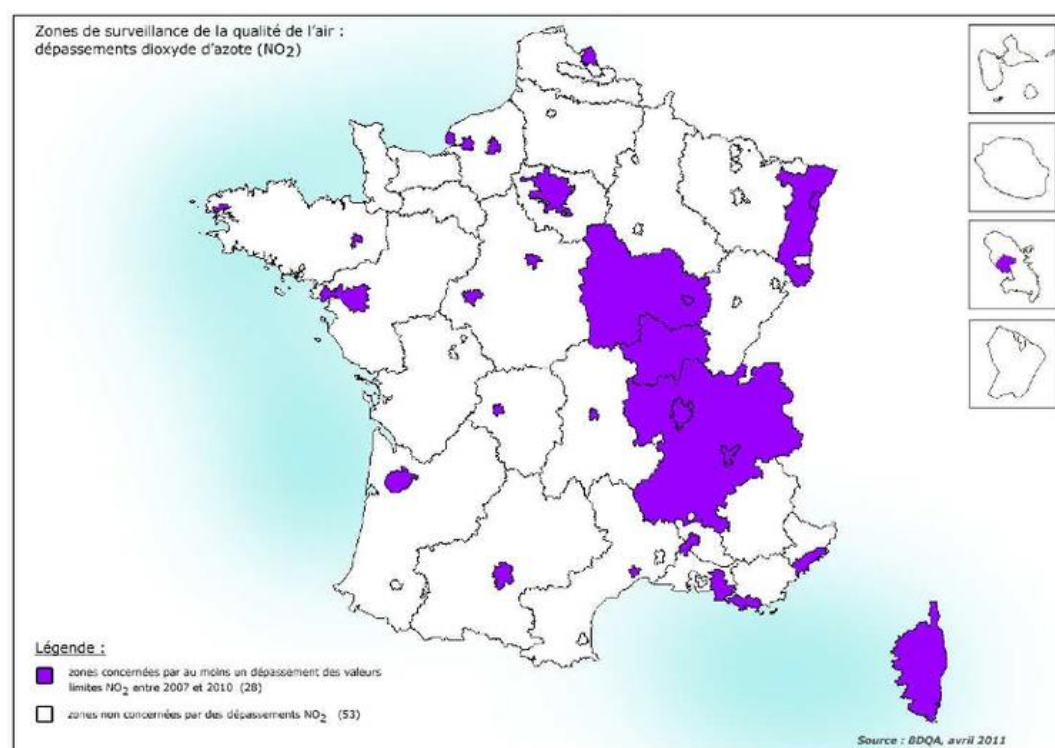 Zones de surveillance de la qualité de l'air :
dépassements dioxyde d'azote (NO2)
Légende :
zones concernées par au moins un dépassement des valeurs
limites NO2 entre 2007 et 2010 (28)
zones non concernées par des dépassements NO2 (53)
Source : BDQA, avril 2011